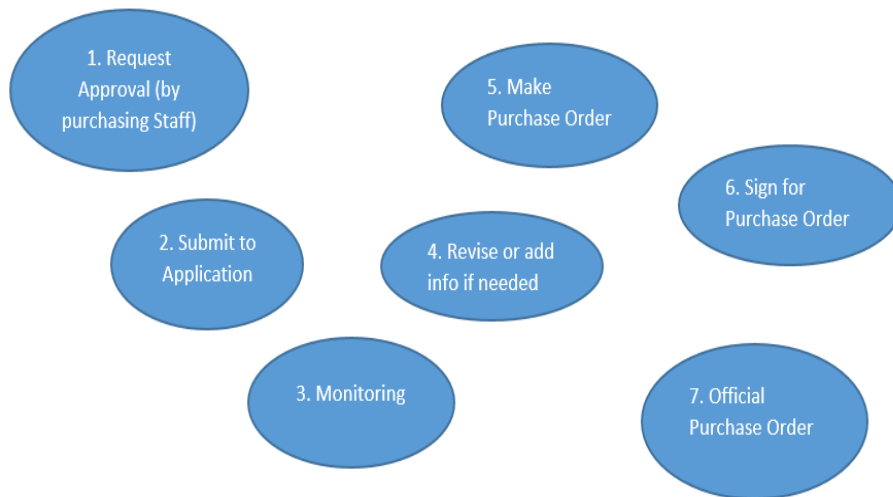 1. Request
Approval (by
purchasing Staff)
2. Submit to
Application
3. Monitoring
4. Revise or add
info if needed
5. Make
Purchase Order
6. Sign for
Purchase Order
7. Official
Purchase Order